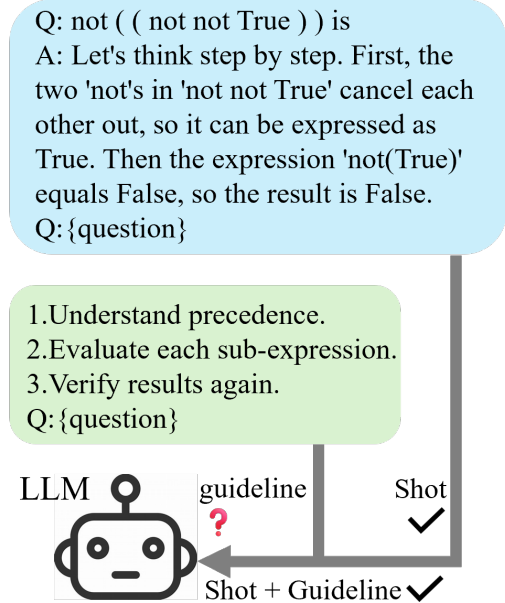 Q: not ( ( not not True ) ) is
A: Let's think step by step. First, the
two 'not's in 'not not True' cancel each
other out, so it can be expressed as
True. Then the expression 'not(True)'
equals False, so the result is False.
Q:{question}
1.Understand precedence.
2.Evaluate each sub-expression.
3.Verify results again.
Q:{question}
LLM
guideline
?
Shot
Shot + Guideline